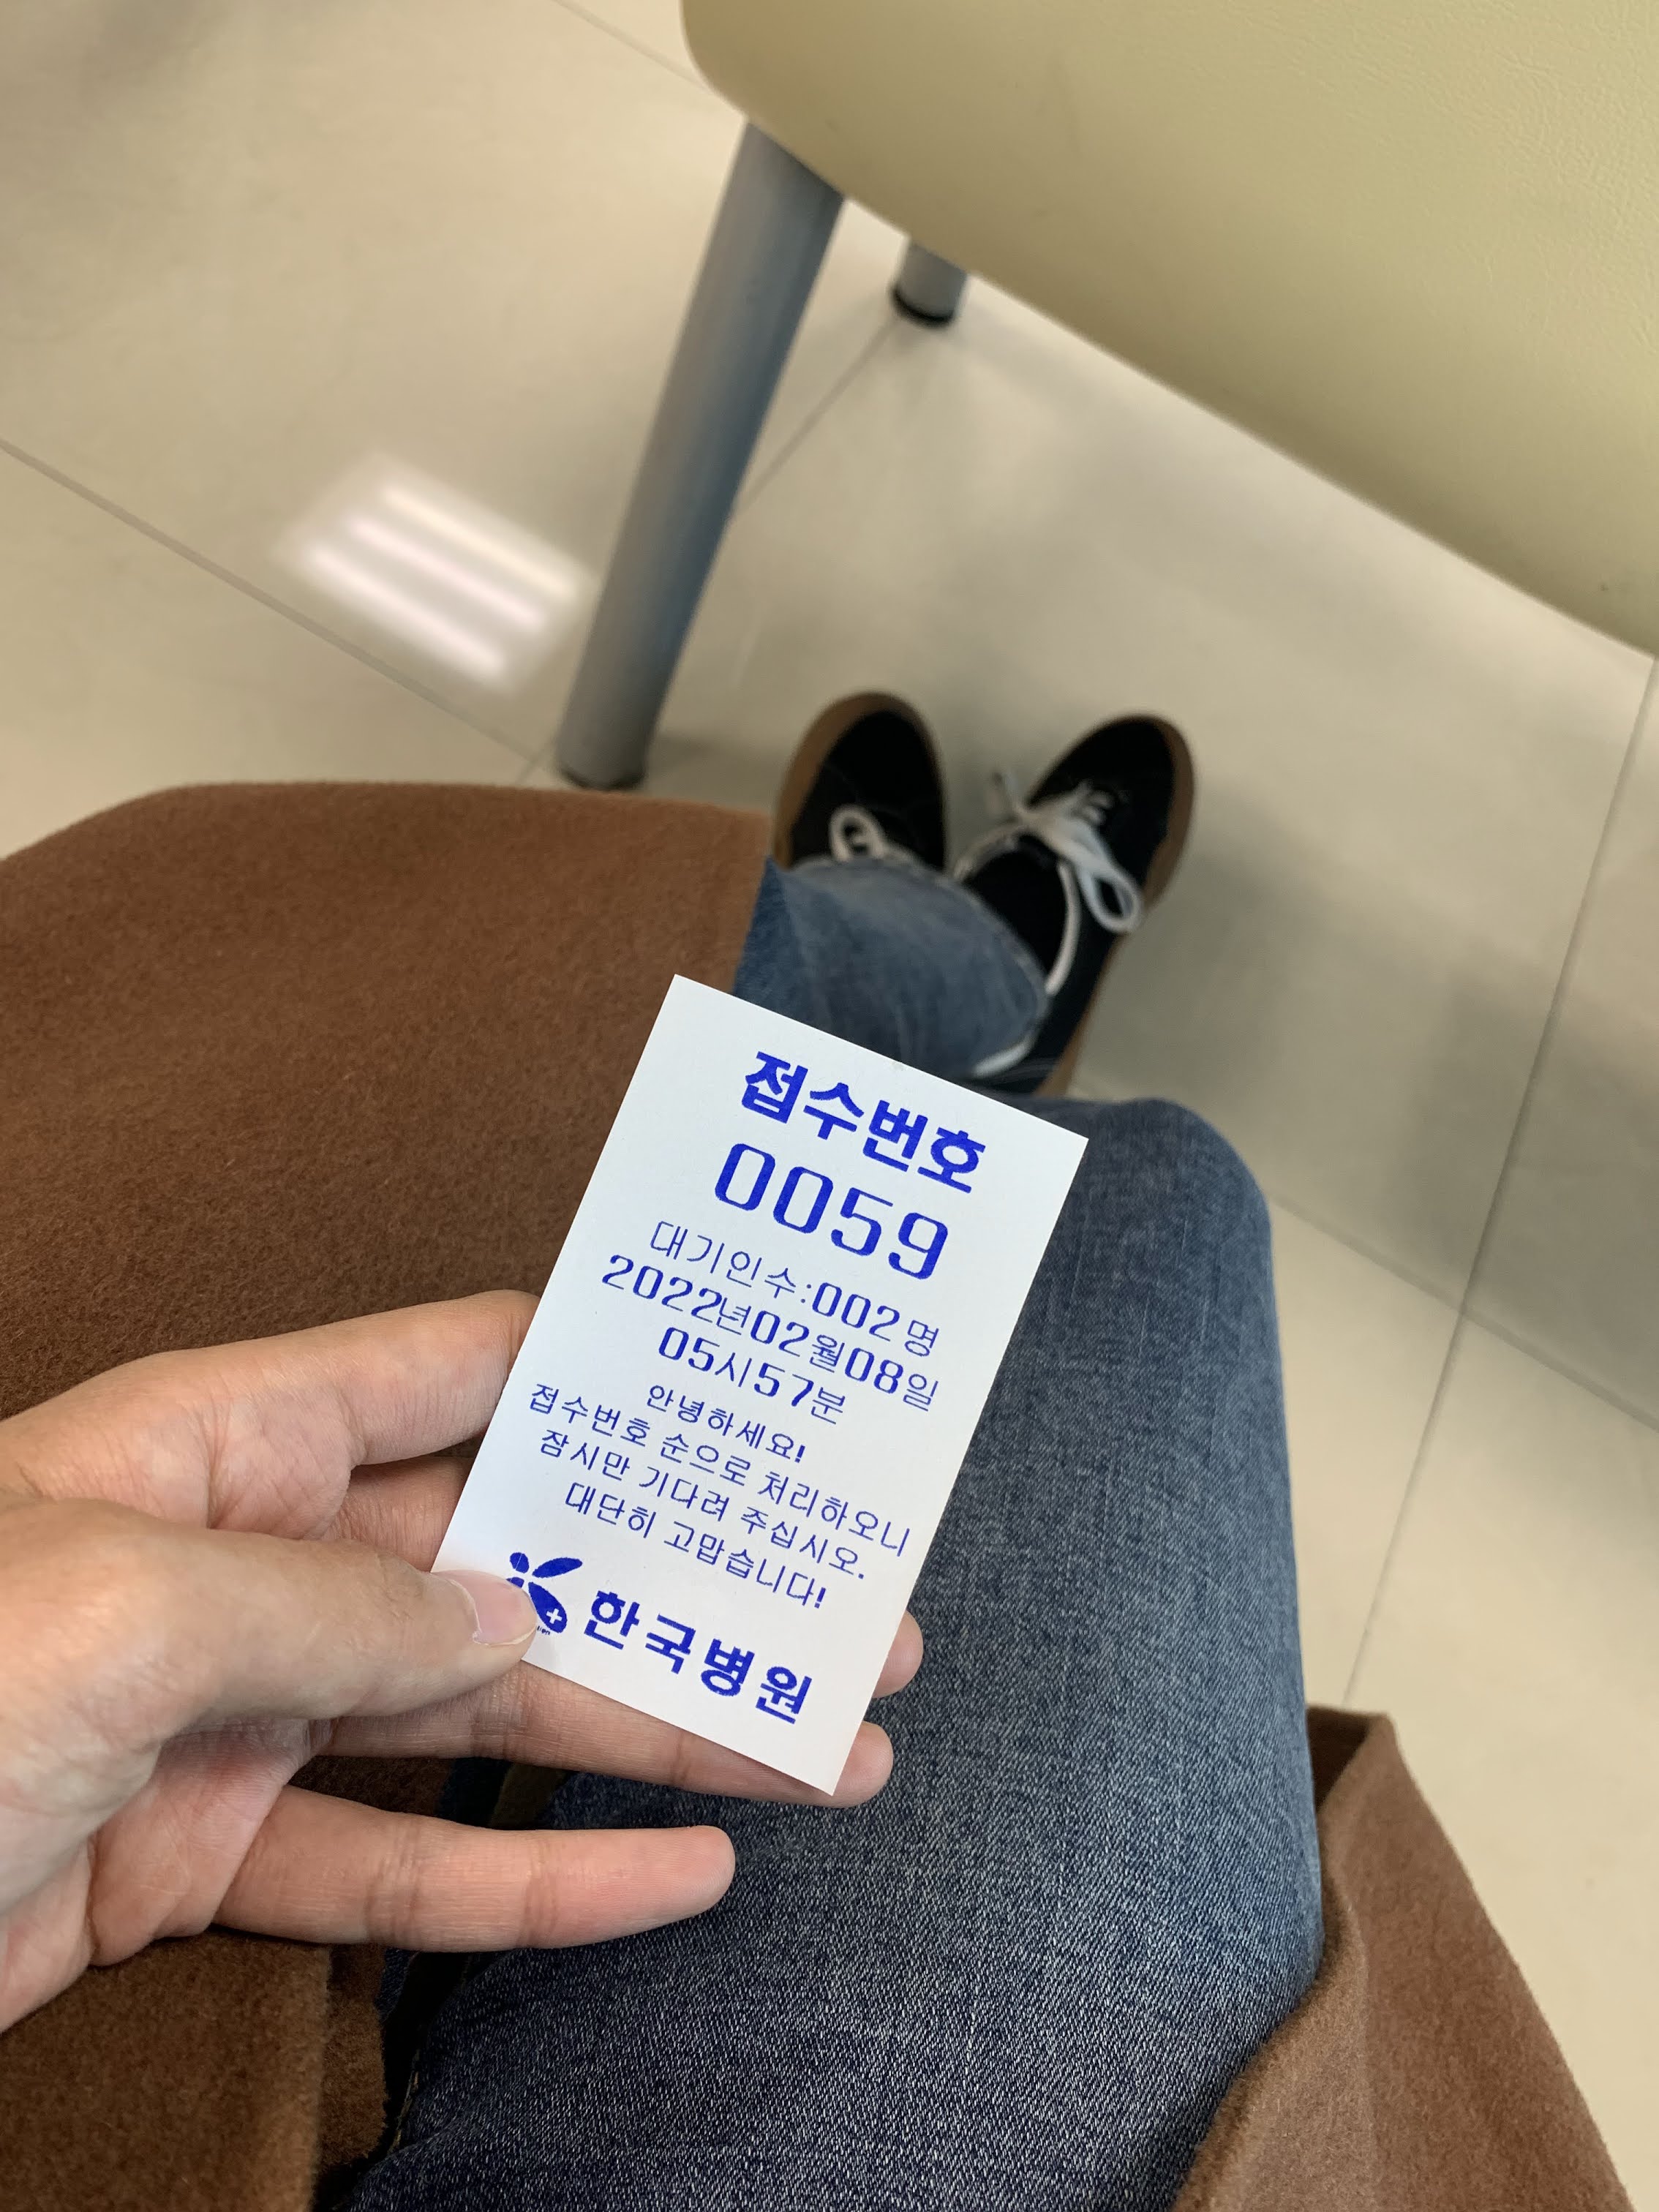 접수번호
0059
대기인수:002명
2022년02월08일
05시57분
안녕하세요!
접수번호 순으로 처리하오니
잠시만 기다려 주십시오.
대단히 고맙습니다!
한국병원